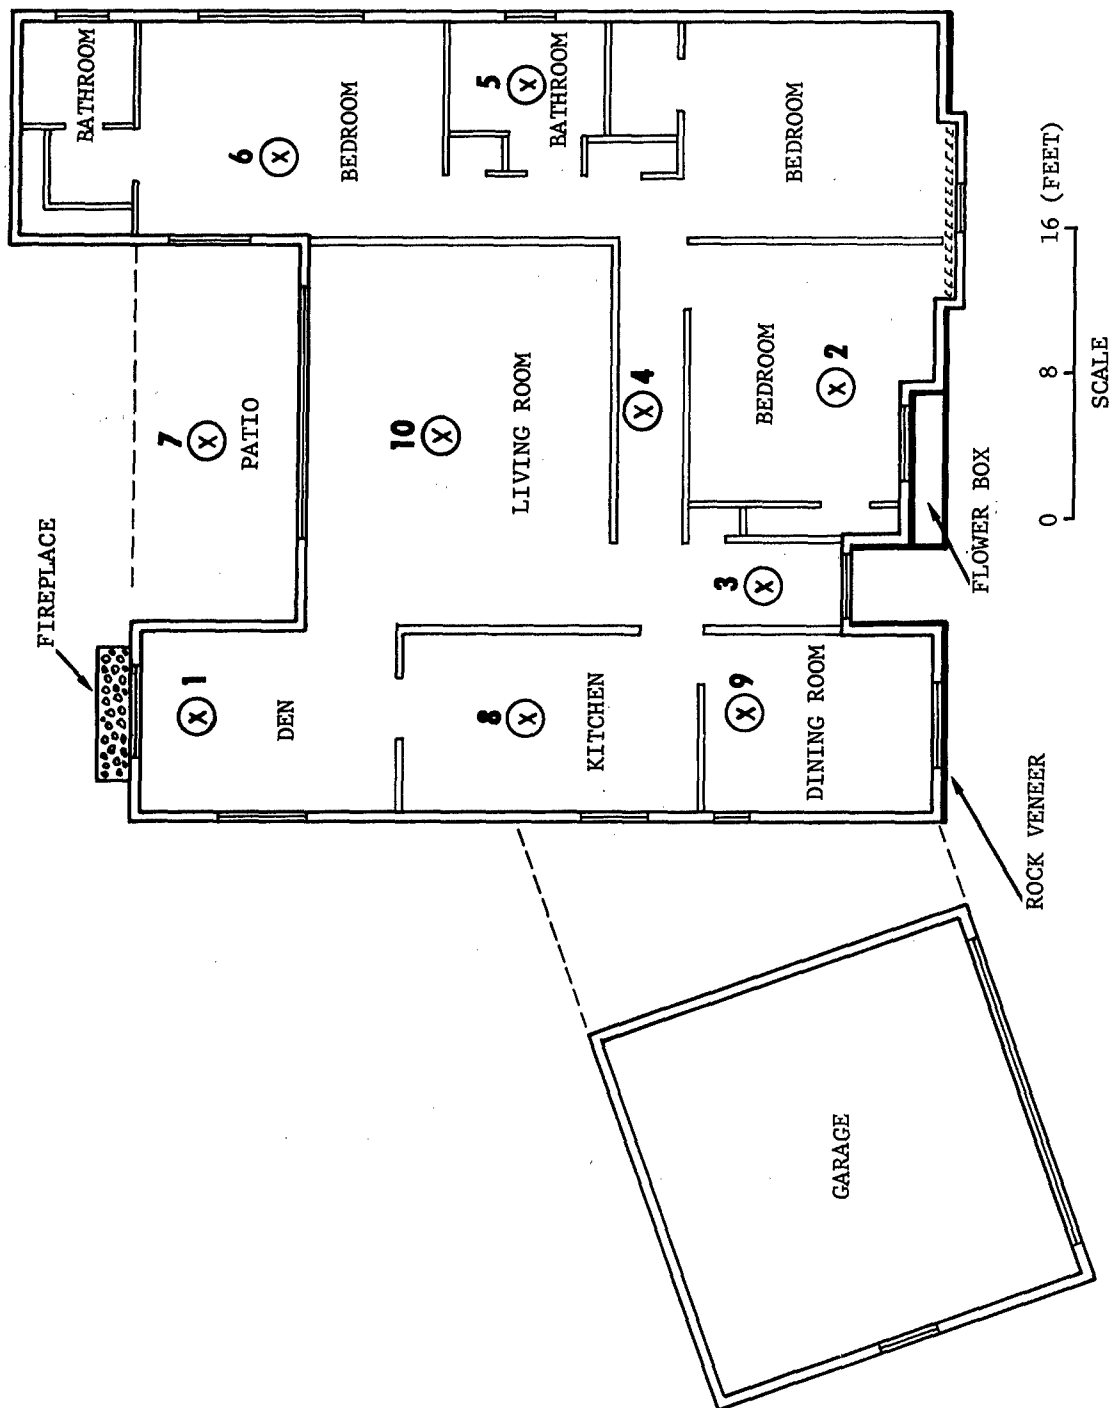 FIREPLACE
BATHROOM
6
BEDROOM
5
BATHROOM
BEDROOM
7
PATIO
10
LIVING ROOM
4
BEDROOM
2
1
DEN
8
KITCHEN
3
9
DINING ROOM
FLOWER BOX
ROCK VENEER
GARAGE
0 8 16 (FEET)
SCALE